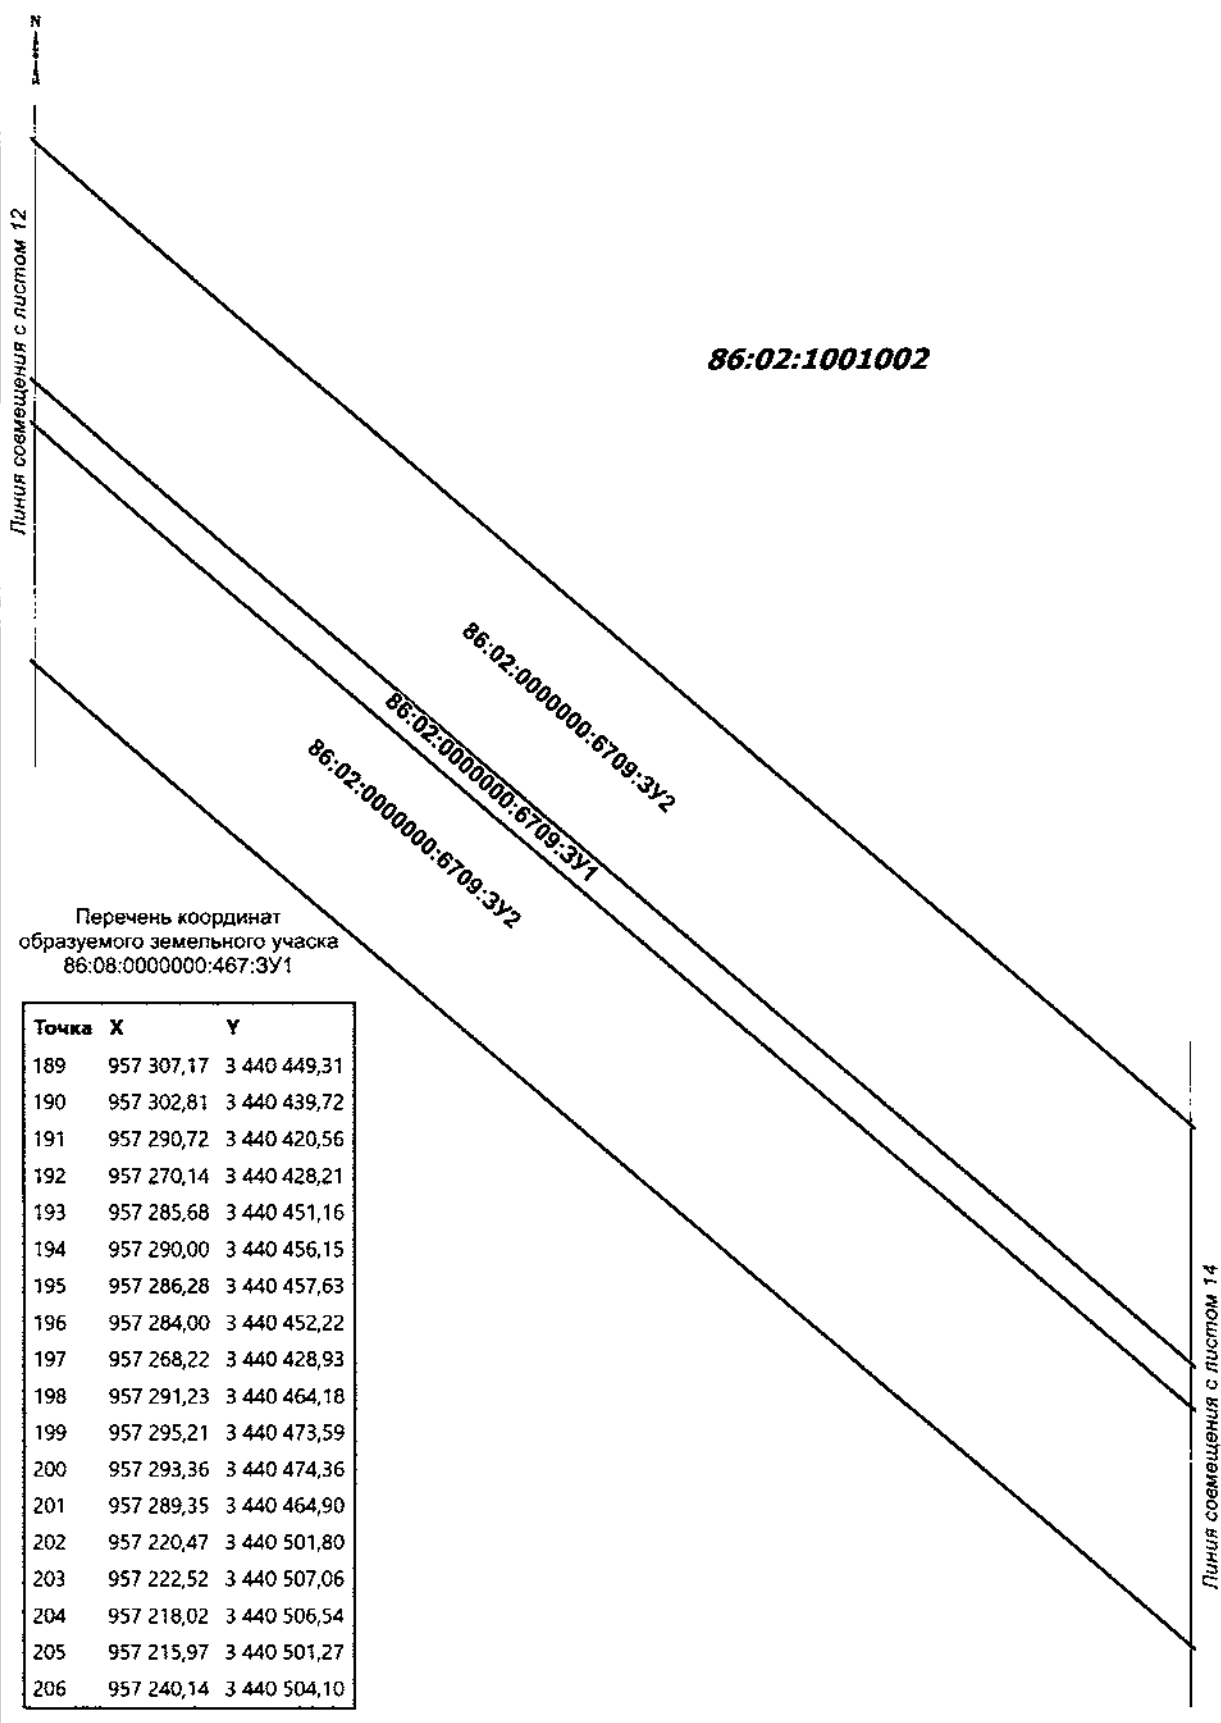 N
Линия совмещения с листом 12
86:02:1001002
86:02:0000000:6709:ЗУ2
86:02:0000000:6709:ЗУ1
86:02:0000000:6709:ЗУ2
Перечень координат
образуемого земельного учаска
86:08:0000000:467:ЗУ1
Точка X Y
189 957 307,17 3 440 449,31
190 957 302,81 3 440 439,72
191 957 290,72 3 440 420,56
192 957 270,14 3 440 428,21
193 957 285,68 3 440 451,16
194 957 290,00 3 440 456,15
195 957 286,28 3 440 457,63
196 957 284,00 3 440 452,22
197 957 268,22 3 440 428,93
198 957 291,23 3 440 464,18
199 957 295,21 3 440 473,59
200 957 293,36 3 440 474,36
201 957 289,35 3 440 464,90
202 957 220,47 3 440 501,80
203 957 222,52 3 440 507,06
204 957 218,02 3 440 506,54
205 957 215,97 3 440 501,27
206 957 240,14 3 440 504,10
Линия совмещения с листом 14